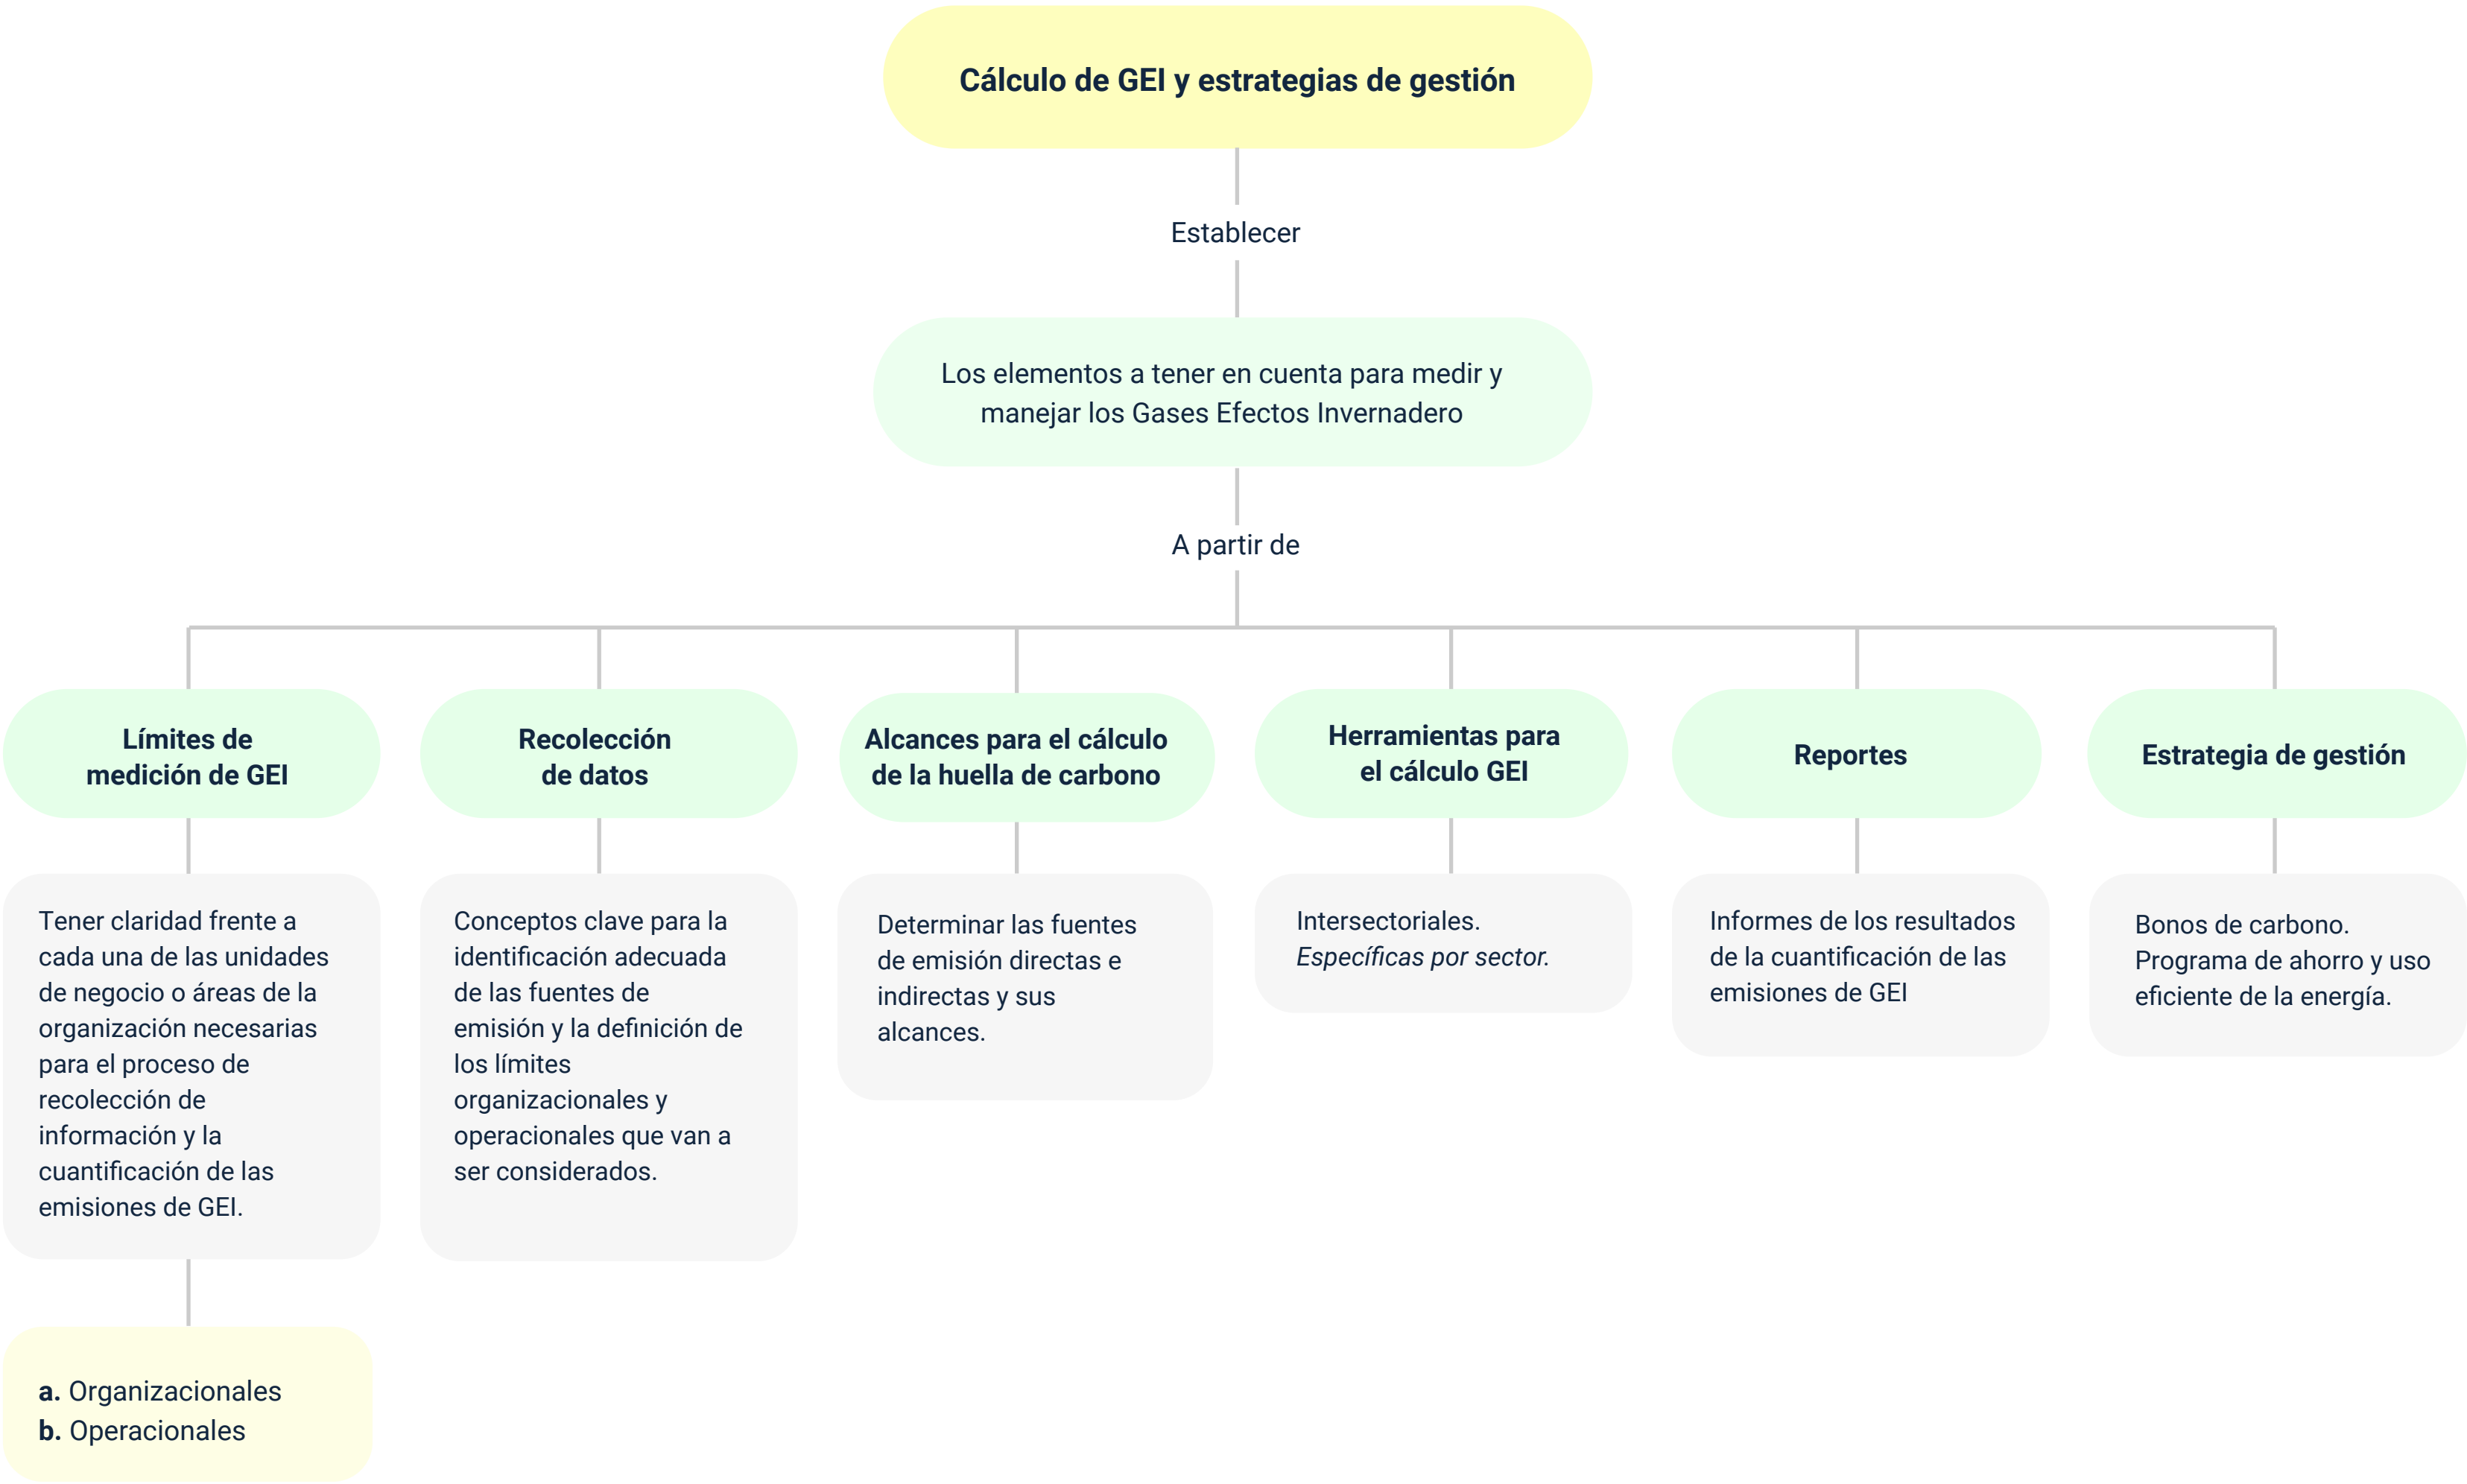 Cálculo de GEI y estrategias de gestión
Establecer
Los elementos a tener en cuenta para medir y
manejar los Gases Efectos Invernadero
A partir de
Límites de
medición de GEI
Tener claridad frente a
cada una de las unidades
de negocio o áreas de la
organización necesarias
para el proceso de
recolección de
información y la
cuantificación de las
emisiones de GEI.
a. Organizacionales
b. Operacionales
Recolección
de datos
Conceptos clave para la
identificación adecuada
de las fuentes de
emisión y la definición de
los límites
organizacionales y
operacionales que van a
ser considerados.
Alcances para el cálculo
de la huella de carbono
Determinar las fuentes
de emisión directas e
indirectas y sus
alcances.
Herramientas para
el cálculo GEI
Intersectoriales.
Específicas por sector.
Reportes
Informes de los resultados
de la cuantificación de las
emisiones de GEI
Estrategia de gestión
Bonos de carbono.
Programa de ahorro y uso
eficiente de la energía.